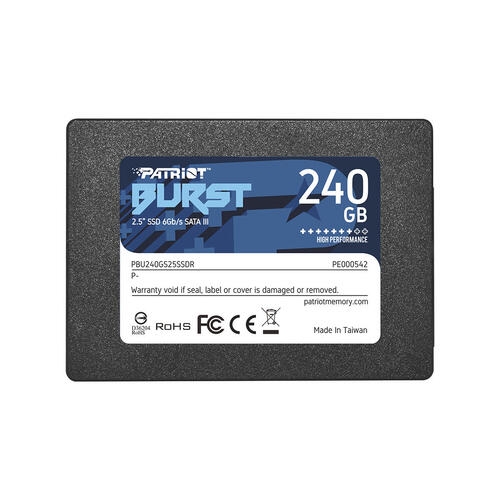 PATRIOT
BURST
2.5" SSD 6Gb/s SATA III
240
GB
HIGH PERFORMANCE
PBU240GS25SSDR PE000542
P-
Warranty void if seal, label or cover is damaged or removed.
patriotmemory.com
D36204
RoHS
RoHS FC CE
Made In Taiwan